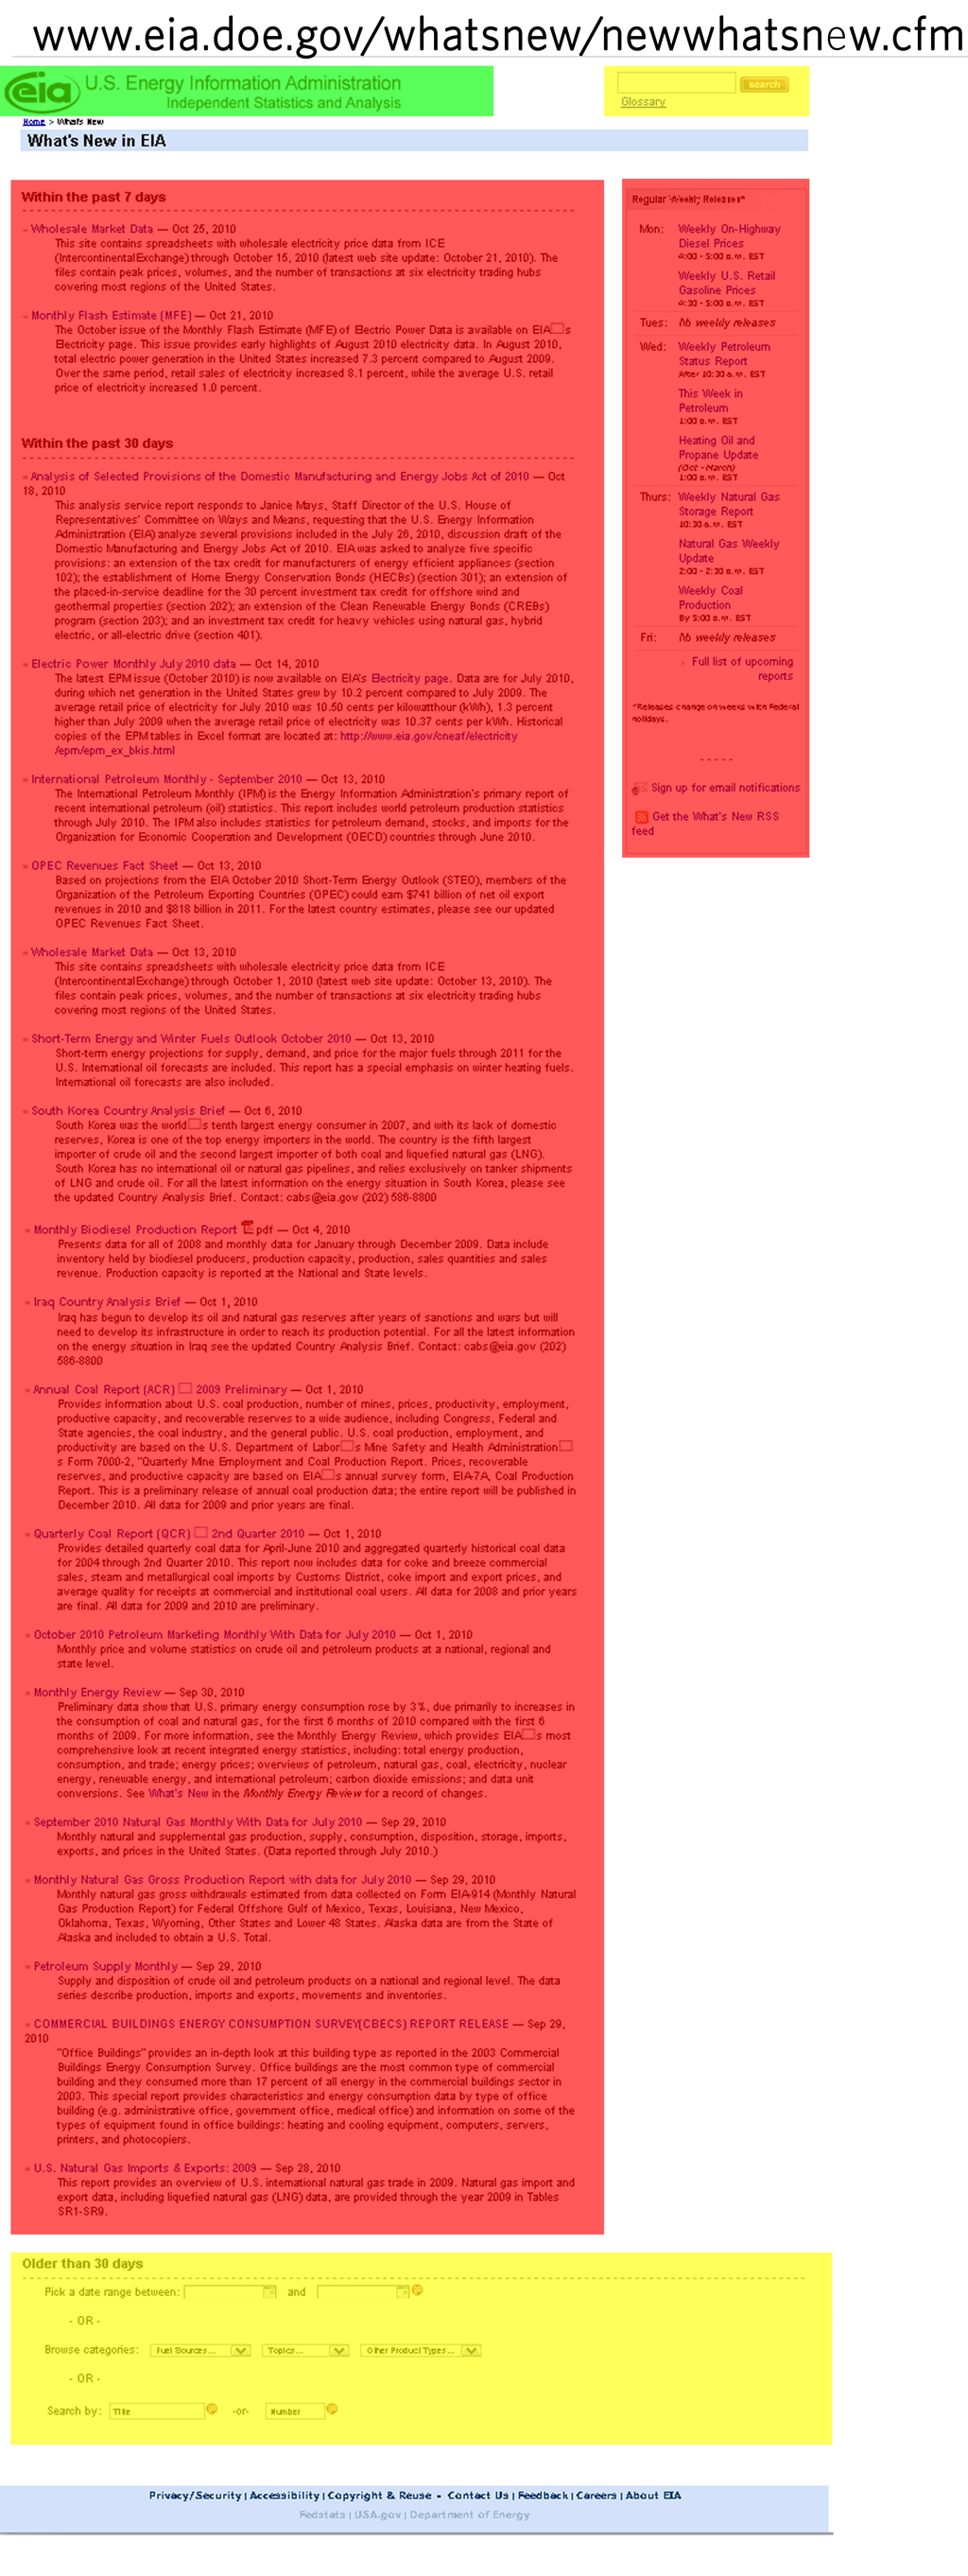 www.eia.doe.gov/whatsnew/newwhatsnew.cfm
eia U.S. Energy Information Administration
Independent Statistics and Analysis
search
Glossary
Home > What's New
What's New in EIA
Within the past 7 days
» Wholesale Market Data — Oct 25, 2010
This site contains spreadsheets with wholesale electricity price data from ICE
(IntercontinentalExchange) through October 15, 2010 (latest web site update: October 21, 2010). The
files contain peak prices, volumes, and the number of transactions at six electricity trading hubs
covering most regions of the United States.
» Monthly Flash Estimate (MFE) — Oct 21, 2010
The October issue of the Monthly Flash Estimate (MFE) of Electric Power Data is available on EIA□s
Electricity page. This issue provides early highlights of August 2010 electricity data. In August 2010,
total electric power generation in the United States increased 7.3 percent compared to August 2009.
Over the same period, retail sales of electricity increased 8.1 percent, while the average U.S. retail
price of electricity increased 1.0 percent.
Within the past 30 days
» Analysis of Selected Provisions of the Domestic Manufacturing and Energy Jobs Act of 2010 — Oct
18, 2010
This analysis service report responds to Janice Mays, Staff Director of the U.S. House of
Representatives' Committee on Ways and Means, requesting that the U.S. Energy Information
Administration (EIA) analyze several provisions included in the July 26, 2010, discussion draft of the
Domestic Manufacturing and Energy Jobs Act of 2010. EIA was asked to analyze five specific
provisions: an extension of the tax credit for manufacturers of energy efficient appliances (section
102); the establishment of Home Energy Conservation Bonds (HECBs) (section 301); an extension of
the placed-in-service deadline for the 30 percent investment tax credit for offshore wind and
geothermal properties (section 202); an extension of the Clean Renewable Energy Bonds (CREBs)
program (section 203); and an investment tax credit for heavy vehicles using natural gas, hybrid
electric, or all-electric drive (section 401).
» Electric Power Monthly July 2010 data — Oct 14, 2010
The latest EPM issue (October 2010) is now available on EIA's Electricity page. Data are for July 2010,
during which net generation in the United States grew by 10.2 percent compared to July 2009. The
average retail price of electricity for July 2010 was 10.50 cents per kilowatthour (kWh), 1.3 percent
higher than July 2009 when the average retail price of electricity was 10.37 cents per kWh. Historical
copies of the EPM tables in Excel format are located at: http://www.eia.gov/cneaf/electricity
/epm/epm_ex_bkis.html
» International Petroleum Monthly - September 2010 — Oct 13, 2010
The International Petroleum Monthly (IPM) is the Energy Information Administration's primary report of
recent international petroleum (oil) statistics. This report includes world petroleum production statistics
through July 2010. The IPM also includes statistics for petroleum demand, stocks, and imports for the
Organization for Economic Cooperation and Development (OECD) countries through June 2010.
» OPEC Revenues Fact Sheet — Oct 13, 2010
Based on projections from the EIA October 2010 Short-Term Energy Outlook (STEO), members of the
Organization of the Petroleum Exporting Countries (OPEC) could earn $741 billion of net oil export
revenues in 2010 and $818 billion in 2011. For the latest country estimates, please see our updated
OPEC Revenues Fact Sheet.
» Wholesale Market Data — Oct 13, 2010
This site contains spreadsheets with wholesale electricity price data from ICE
(IntercontinentalExchange) through October 1, 2010 (latest web site update: October 13, 2010). The
files contain peak prices, volumes, and the number of transactions at six electricity trading hubs
covering most regions of the United States.
» Short-Term Energy and Winter Fuels Outlook October 2010 — Oct 13, 2010
Short-term energy projections for supply, demand, and price for the major fuels through 2011 for the
U.S. International oil forecasts are included. This report has a special emphasis on winter heating fuels.
International oil forecasts are also included.
» South Korea Country Analysis Brief — Oct 6, 2010
South Korea was the world□s tenth largest energy consumer in 2007, and with its lack of domestic
reserves, Korea is one of the top energy importers in the world. The country is the fifth largest
importer of crude oil and the second largest importer of both coal and liquefied natural gas (LNG).
South Korea has no international oil or natural gas pipelines, and relies exclusively on tanker shipments
of LNG and crude oil. For all the latest information on the energy situation in South Korea, please see
the updated Country Analysis Brief. Contact: cabs@eia.gov (202) 586-8800
» Monthly Biodiesel Production Report pdf — Oct 4, 2010
Presents data for all of 2008 and monthly data for January through December 2009. Data include
inventory held by biodiesel producers, production capacity, production, sales quantities and sales
revenue. Production capacity is reported at the National and State levels.
» Iraq Country Analysis Brief — Oct 1, 2010
Iraq has begun to develop its oil and natural gas reserves after years of sanctions and wars but will
need to develop its infrastructure in order to reach its production potential. For all the latest information
on the energy situation in Iraq see the updated Country Analysis Brief. Contact: cabs@eia.gov (202)
586-8800
» Annual Coal Report (ACR) □ 2009 Preliminary — Oct 1, 2010
Provides information about U.S. coal production, number of mines, prices, productivity, employment,
productive capacity, and recoverable reserves to a wide audience, including Congress, Federal and
State agencies, the coal industry, and the general public. U.S. coal production, employment, and
productivity are based on the U.S. Department of Labor□s Mine Safety and Health Administration□
s Form 7000-2, "Quarterly Mine Employment and Coal Production Report. Prices, recoverable
reserves, and productive capacity are based on EIA□s annual survey form, EIA-7A, Coal Production
Report. This is a preliminary release of annual coal production data; the entire report will be published in
December 2010. All data for 2009 and prior years are final.
» Quarterly Coal Report (QCR) □ 2nd Quarter 2010 — Oct 1, 2010
Provides detailed quarterly coal data for April-June 2010 and aggregated quarterly historical coal data
for 2004 through 2nd Quarter 2010. This report now includes data for coke and breeze commercial
sales, steam and metallurgical coal imports by Customs District, coke import and export prices, and
average quality for receipts at commercial and institutional coal users. All data for 2008 and prior years
are final. All data for 2009 and 2010 are preliminary.
» October 2010 Petroleum Marketing Monthly With Data for July 2010 — Oct 1, 2010
Monthly price and volume statistics on crude oil and petroleum products at a national, regional and
state level.
» Monthly Energy Review — Sep 30, 2010
Preliminary data show that U.S. primary energy consumption rose by 3%, due primarily to increases in
the consumption of coal and natural gas, for the first 6 months of 2010 compared with the first 6
months of 2009. For more information, see the Monthly Energy Review, which provides EIA□s most
comprehensive look at recent integrated energy statistics, including: total energy production,
consumption, and trade; energy prices; overviews of petroleum, natural gas, coal, electricity, nuclear
energy, renewable energy, and international petroleum; carbon dioxide emissions; and data unit
conversions. See What's New in the Monthly Energy Review for a record of changes.
» September 2010 Natural Gas Monthly With Data for July 2010 — Sep 29, 2010
Monthly natural and supplemental gas production, supply, consumption, disposition, storage, imports,
exports, and prices in the United States. (Data reported through July 2010.)
» Monthly Natural Gas Gross Production Report with data for July 2010 — Sep 29, 2010
Monthly natural gas gross withdrawals estimated from data collected on Form EIA-914 (Monthly Natural
Gas Production Report) for Federal Offshore Gulf of Mexico, Texas, Louisiana, New Mexico,
Oklahoma, Texas, Wyoming, Other States and Lower 48 States. Alaska data are from the State of
Alaska and included to obtain a U.S. Total.
» Petroleum Supply Monthly — Sep 29, 2010
Supply and disposition of crude oil and petroleum products on a national and regional level. The data
series describe production, imports and exports, movements and inventories.
» COMMERCIAL BUILDINGS ENERGY CONSUMPTION SURVEY(CBECS) REPORT RELEASE — Sep 29,
2010
"Office Buildings" provides an in-depth look at this building type as reported in the 2003 Commercial
Buildings Energy Consumption Survey. Office buildings are the most common type of commercial
building and they consumed more than 17 percent of all energy in the commercial buildings sector in
2003. This special report provides characteristics and energy consumption data by type of office
building (e.g. administrative office, government office, medical office) and information on some of the
types of equipment found in office buildings: heating and cooling equipment, computers, servers,
printers, and photocopiers.
» U.S. Natural Gas Imports & Exports: 2009 — Sep 28, 2010
This report provides an overview of U.S. international natural gas trade in 2009. Natural gas import and
export data, including liquefied natural gas (LNG) data, are provided through the year 2009 in Tables
SR1-SR9.
Regular Weekly Releases*
Mon: Weekly On-Highway
Diesel Prices
4:00 - 5:00 p.m. EST
Weekly U.S. Retail
Gasoline Prices
4:30 - 5:00 p.m. EST
Tues: No weekly releases
Wed: Weekly Petroleum
Status Report
After 10:30 a.m. EST
This Week in
Petroleum
1:00 p.m. EST
Heating Oil and
Propane Update
(Oct - March)
1:00 p.m. EST
Thurs: Weekly Natural Gas
Storage Report
10:30 a.m. EST
Natural Gas Weekly
Update
2:00 - 2:30 p.m. EST
Weekly Coal
Production
By 5:00 p.m. EST
Fri: No weekly releases
» Full list of upcoming
reports
*Releases change on weeks with Federal
holidays.
Sign up for email notifications
Get the What's New RSS
feed
Older than 30 days
Pick a date range between: and go
- OR -
Browse categories: Fuel Sources... Topics... Other Product Types...
- OR -
Search by: Title go -or- Number go
Privacy/Security | Accessibility | Copyright & Reuse • Contact Us | Feedback | Careers | About EIA
Fedstats | USA.gov | Department of Energy